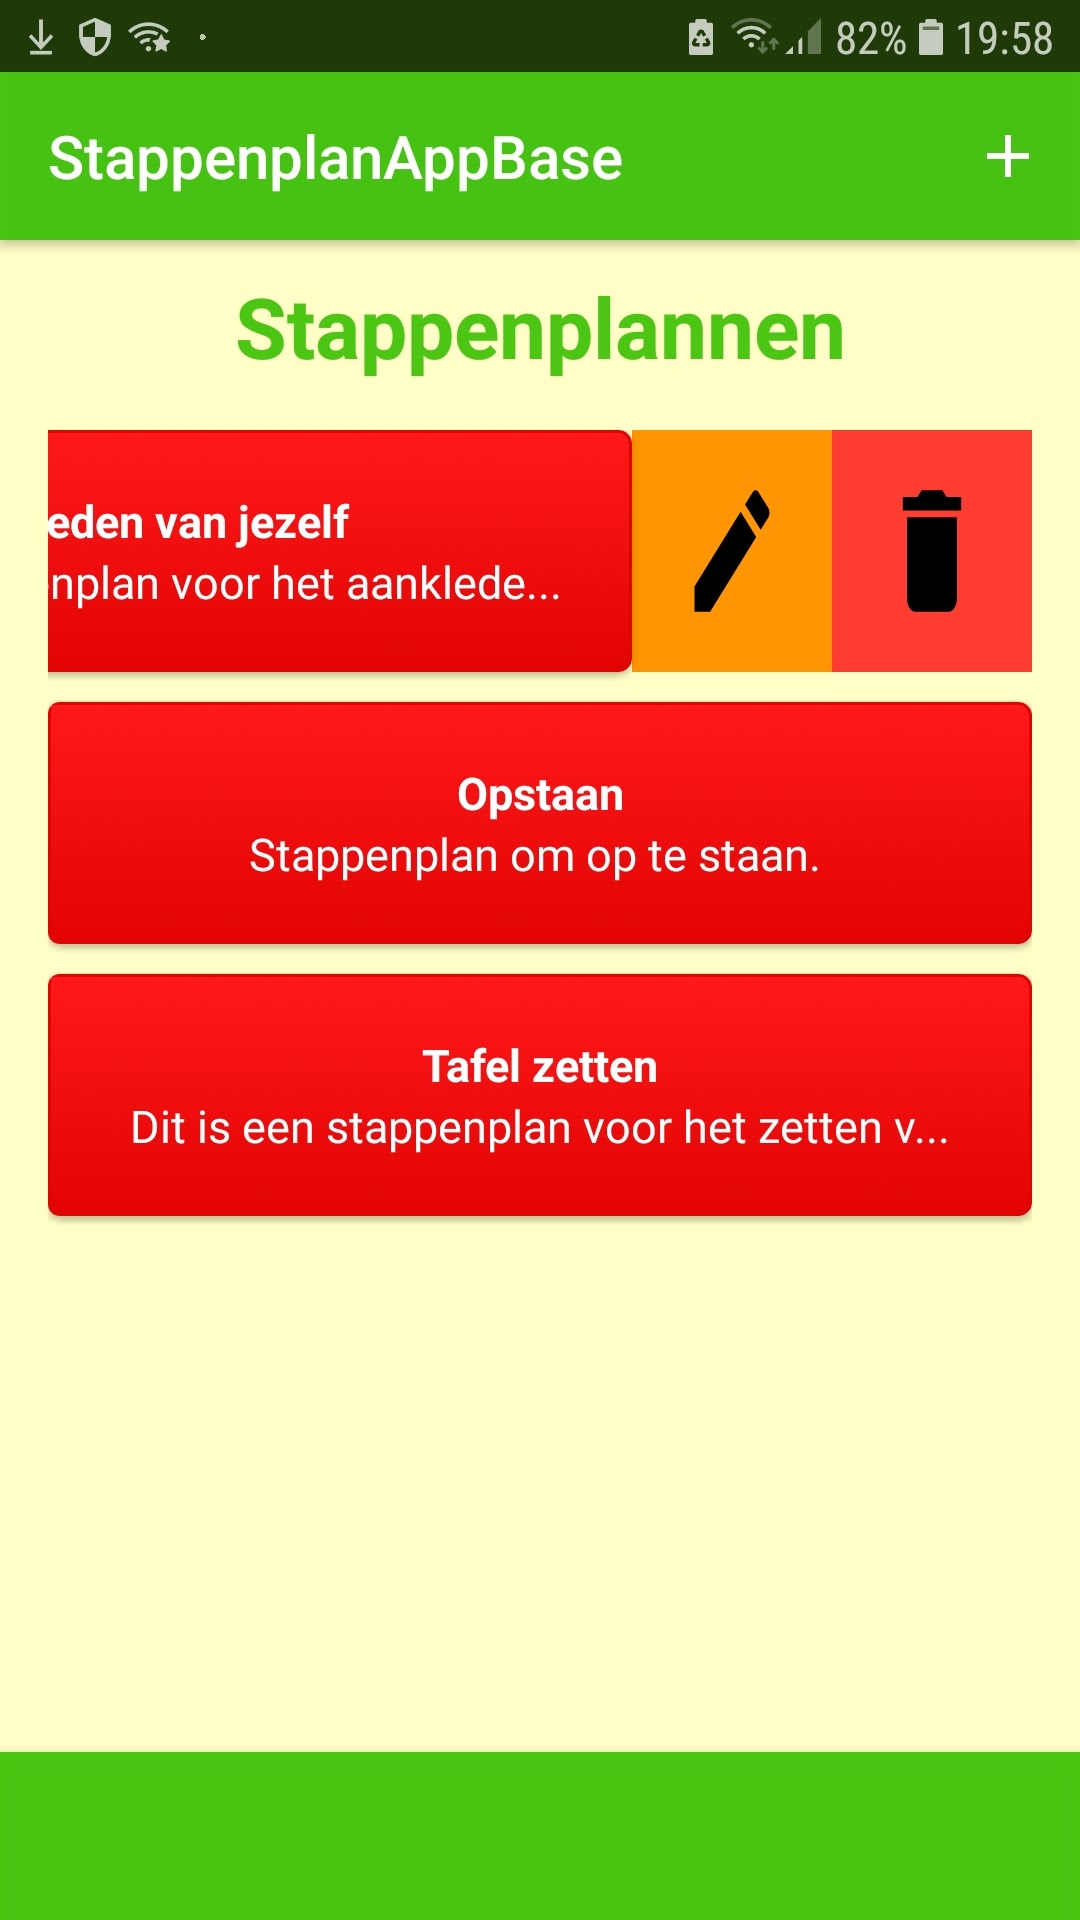 82% 19:58
StappenplanAppBase
Stappenplannen
eden van jezelf
nplan voor het aanklede...
Opstaan
Stappenplan om op te staan.
Tafel zetten
Dit is een stappenplan voor het zetten v...